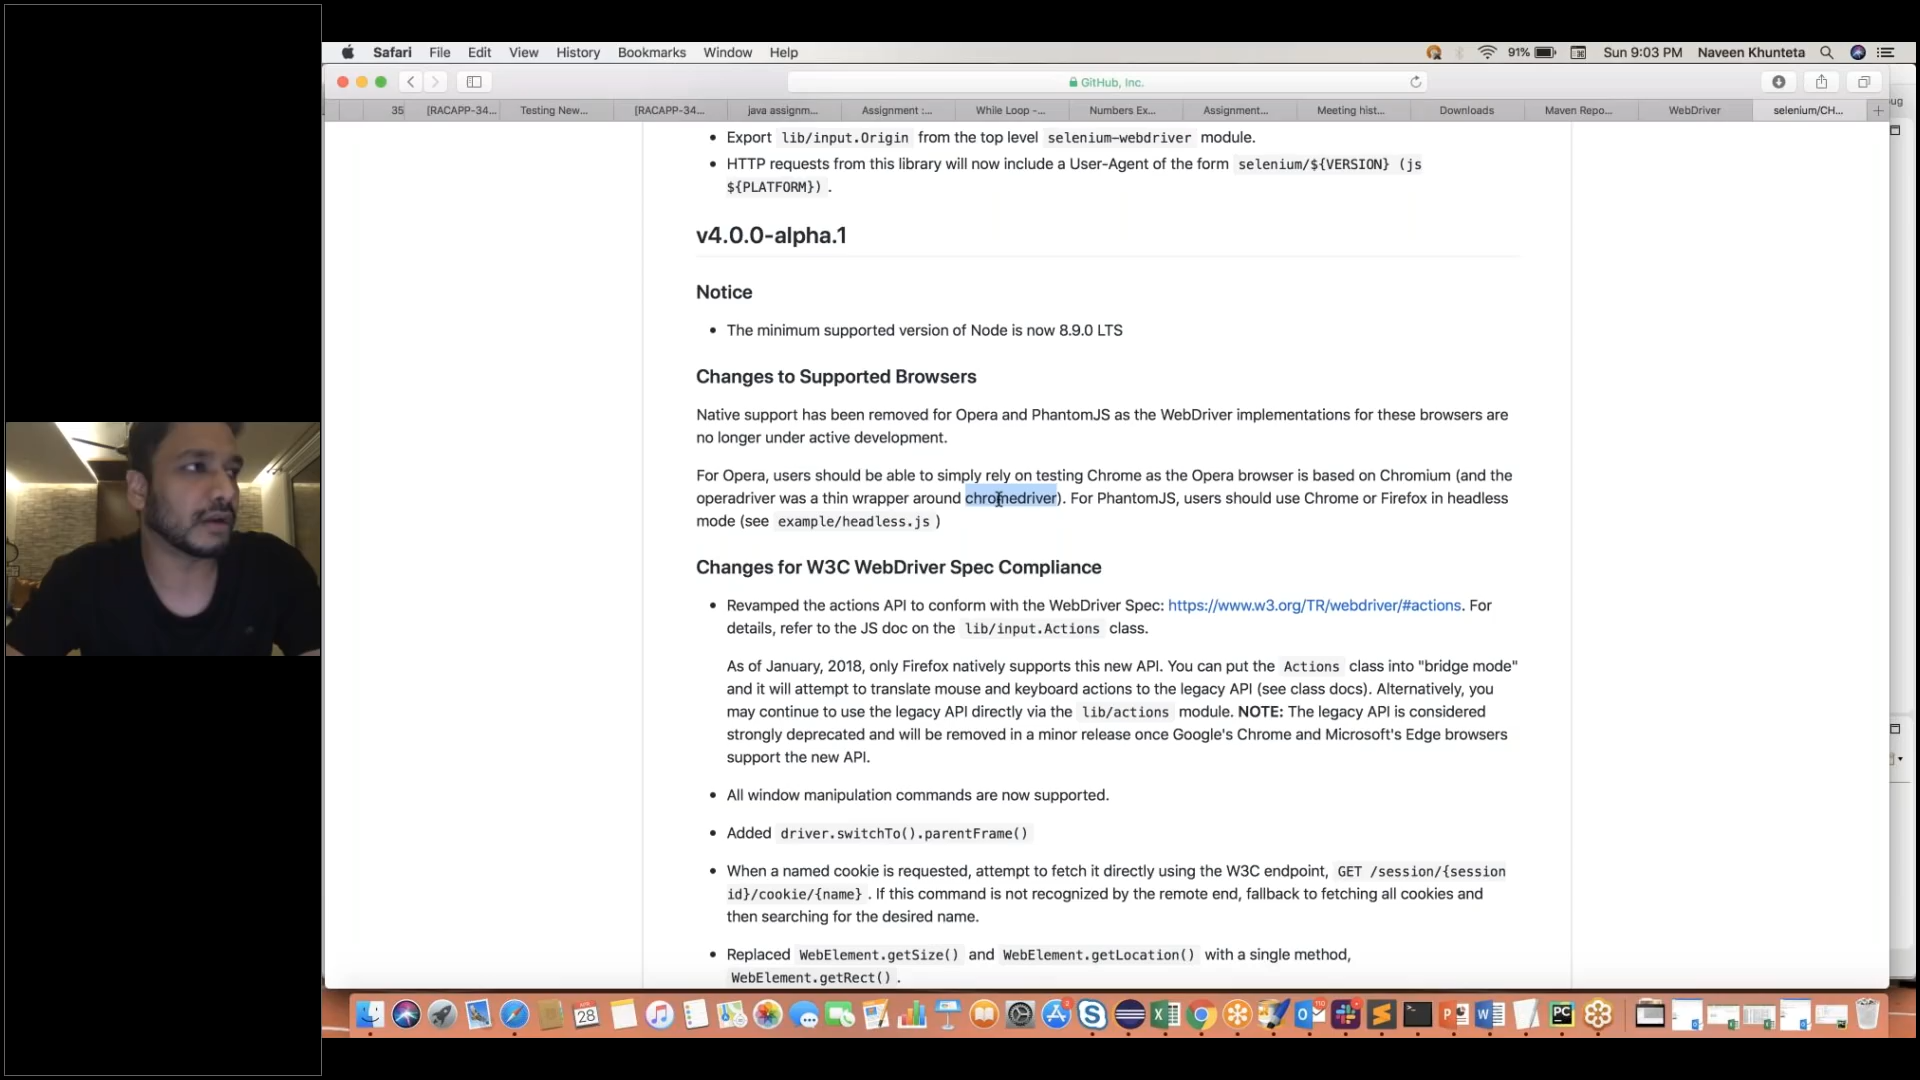 Safari File Edit View History Bookmarks Window Help 91% Sun 9:03 PM Naveen Khunteta
GitHub, Inc.
35 [RACAPP-34... Testing New... [RACAPP-34... java assignm... Assignment :... While Loop -... Numbers Ex... Assignment... Meeting hist... Downloads Maven Repo... WebDriver selenium/CH... +
ug
• Export lib/input.Origin from the top level selenium-webdriver module.
• HTTP requests from this library will now include a User-Agent of the form selenium/${VERSION} (js
${PLATFORM}) .
v4.0.0-alpha.1
Notice
• The minimum supported version of Node is now 8.9.0 LTS
Changes to Supported Browsers
Native support has been removed for Opera and PhantomJS as the WebDriver implementations for these browsers are
no longer under active development.
For Opera, users should be able to simply rely on testing Chrome as the Opera browser is based on Chromium (and the
operadriver was a thin wrapper around chromedriver). For PhantomJS, users should use Chrome or Firefox in headless
mode (see example/headless.js )
Changes for W3C WebDriver Spec Compliance
• Revamped the actions API to conform with the WebDriver Spec: https://www.w3.org/TR/webdriver/#actions. For
details, refer to the JS doc on the lib/input.Actions class.
As of January, 2018, only Firefox natively supports this new API. You can put the Actions class into "bridge mode"
and it will attempt to translate mouse and keyboard actions to the legacy API (see class docs). Alternatively, you
may continue to use the legacy API directly via the lib/actions module. NOTE: The legacy API is considered
strongly deprecated and will be removed in a minor release once Google's Chrome and Microsoft's Edge browsers
support the new API.
• All window manipulation commands are now supported.
• Added driver.switchTo().parentFrame()
• When a named cookie is requested, attempt to fetch it directly using the W3C endpoint, GET /session/{session
id}/cookie/{name} . If this command is not recognized by the remote end, fallback to fetching all cookies and
then searching for the desired name.
• Replaced WebElement.getSize() and WebElement.getLocation() with a single method,
WebElement.getRect() .
28
110
PC